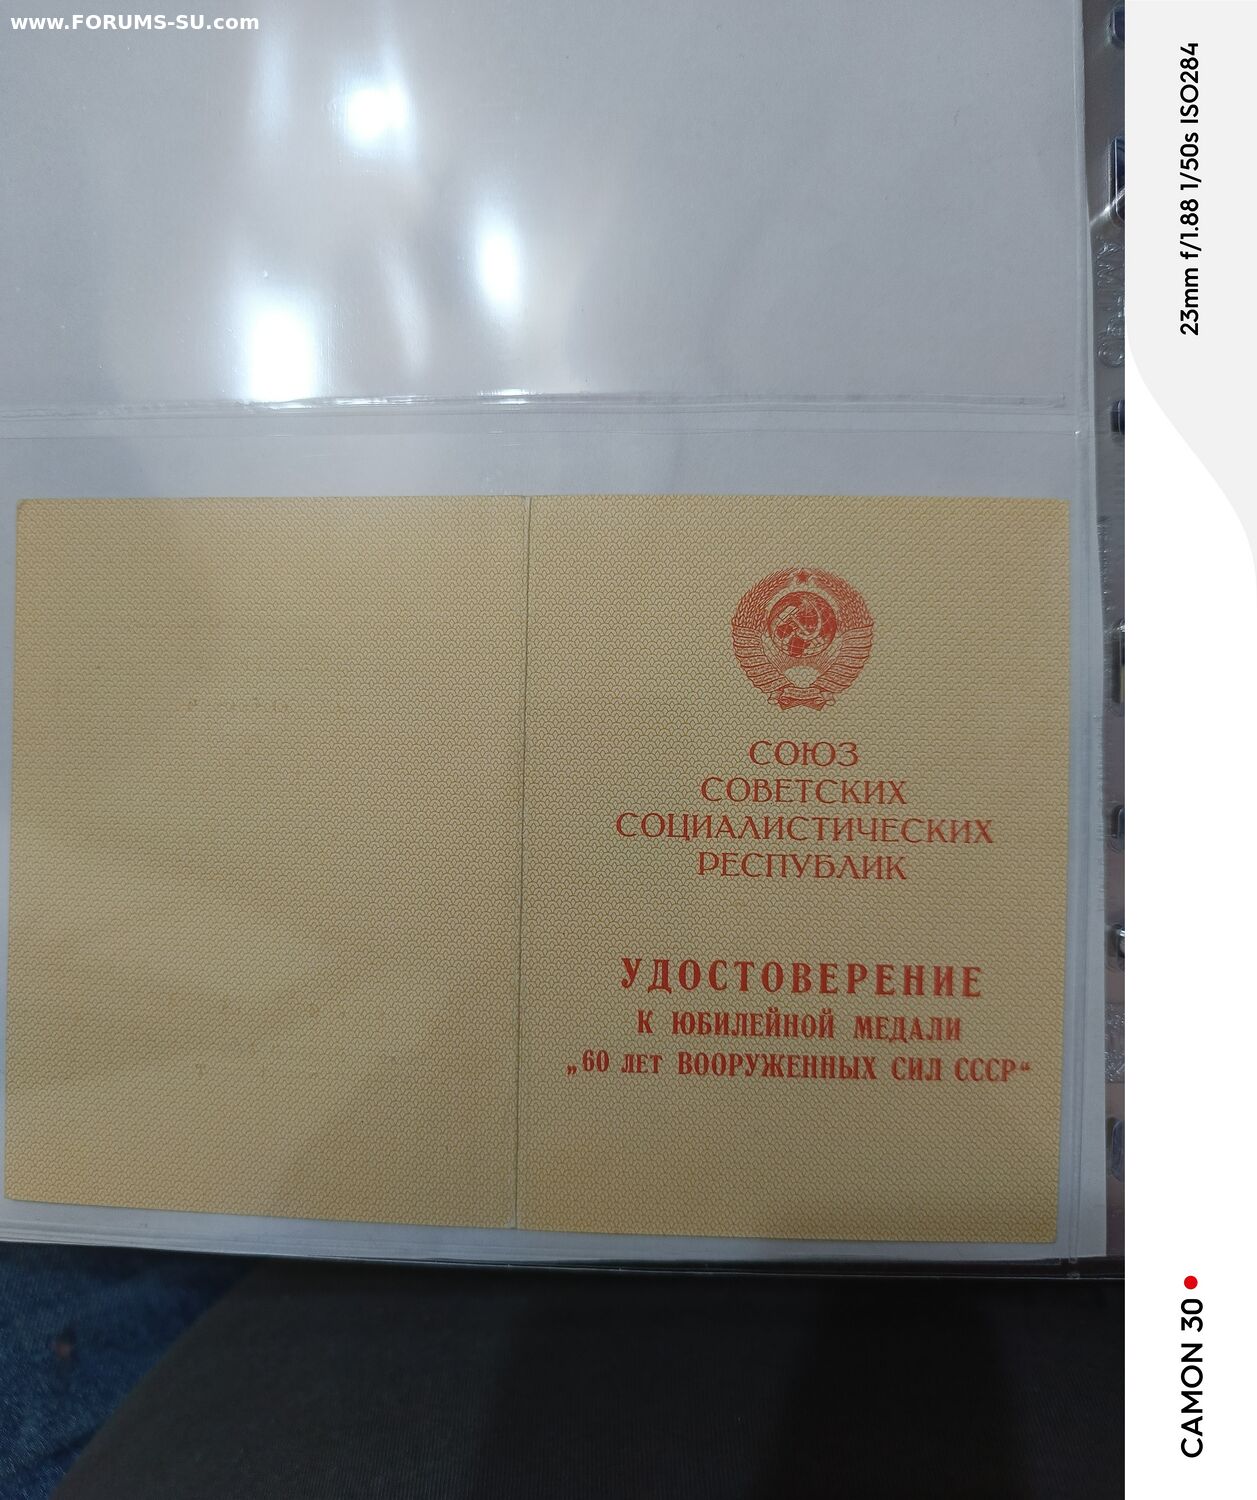 www.FORUMS-SU.com
СОЮЗ
СОВЕТСКИХ
СОЦИАЛИСТИЧЕСКИХ
РЕСПУБЛИК
УДОСТОВЕРЕНИЕ
К ЮБИЛЕЙНОЙ МЕДАЛИ
„60 ЛЕТ ВООРУЖЕННЫХ СИЛ СССР“
23mm f/1.88 1/50s ISO284
CAMON 30